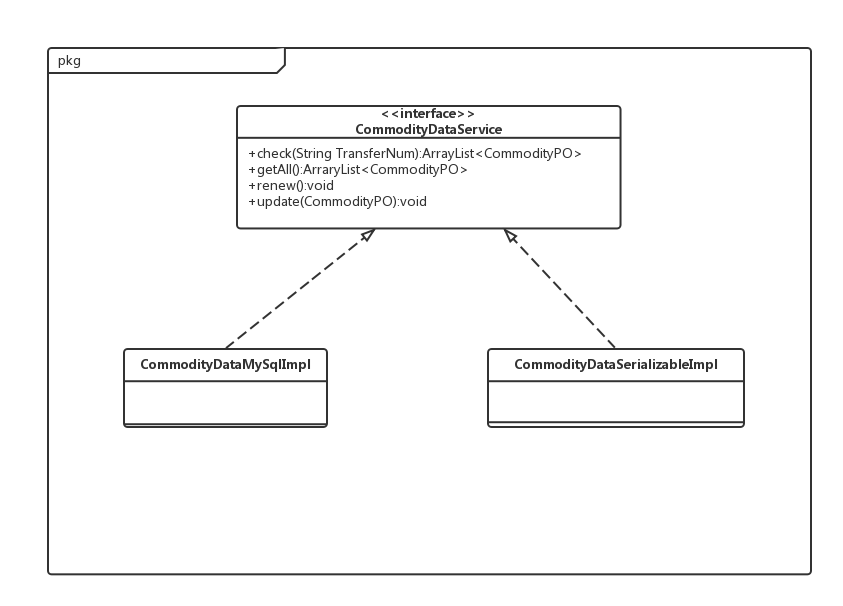 pkg
<<interface>>
CommodityDataService
+check(String TransferNum):ArrayList<CommodityPO>
+getAll():ArraryList<CommodityPO>
+renew():void
+update(CommodityPO):void
CommodityDataMySqlImpl
CommodityDataSerializableImpl